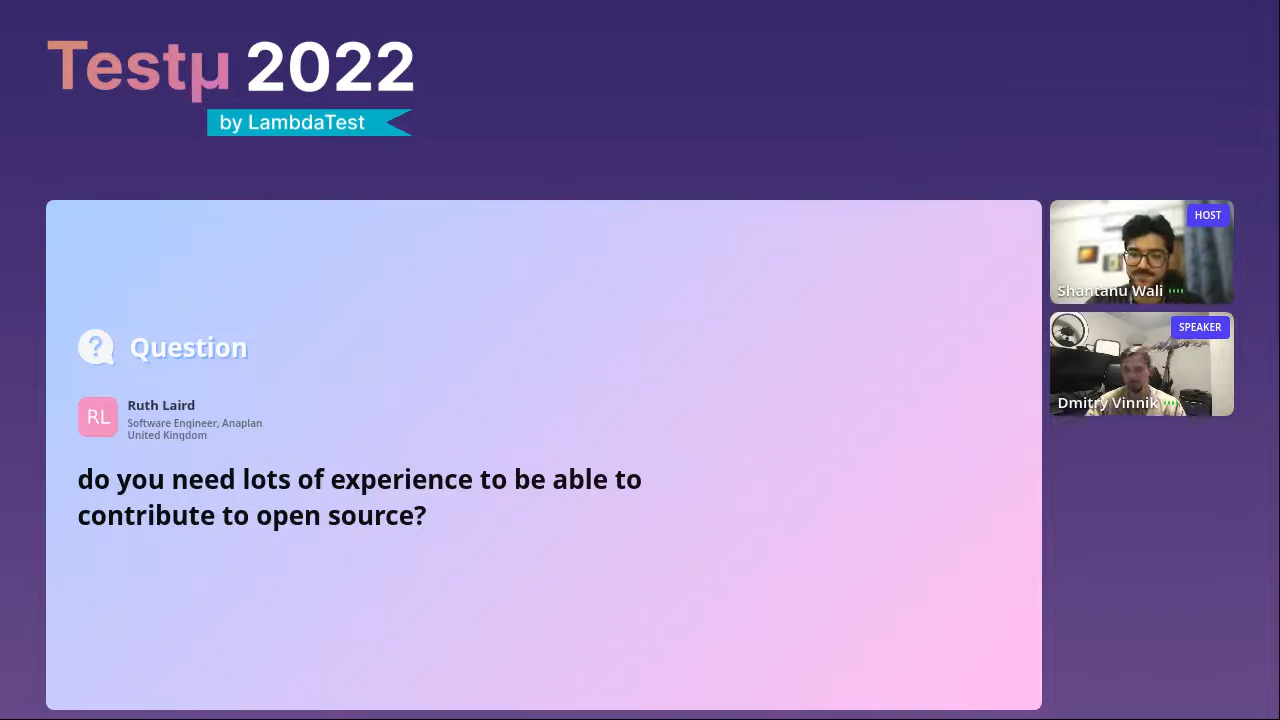 Testμ 2022
by LambdaTest
HOST
Shantanu Wali
SPEAKER
Dmitry Vinnik
Question
RL
Ruth Laird
Software Engineer, Anaplan
United Kingdom
do you need lots of experience to be able to
contribute to open source?